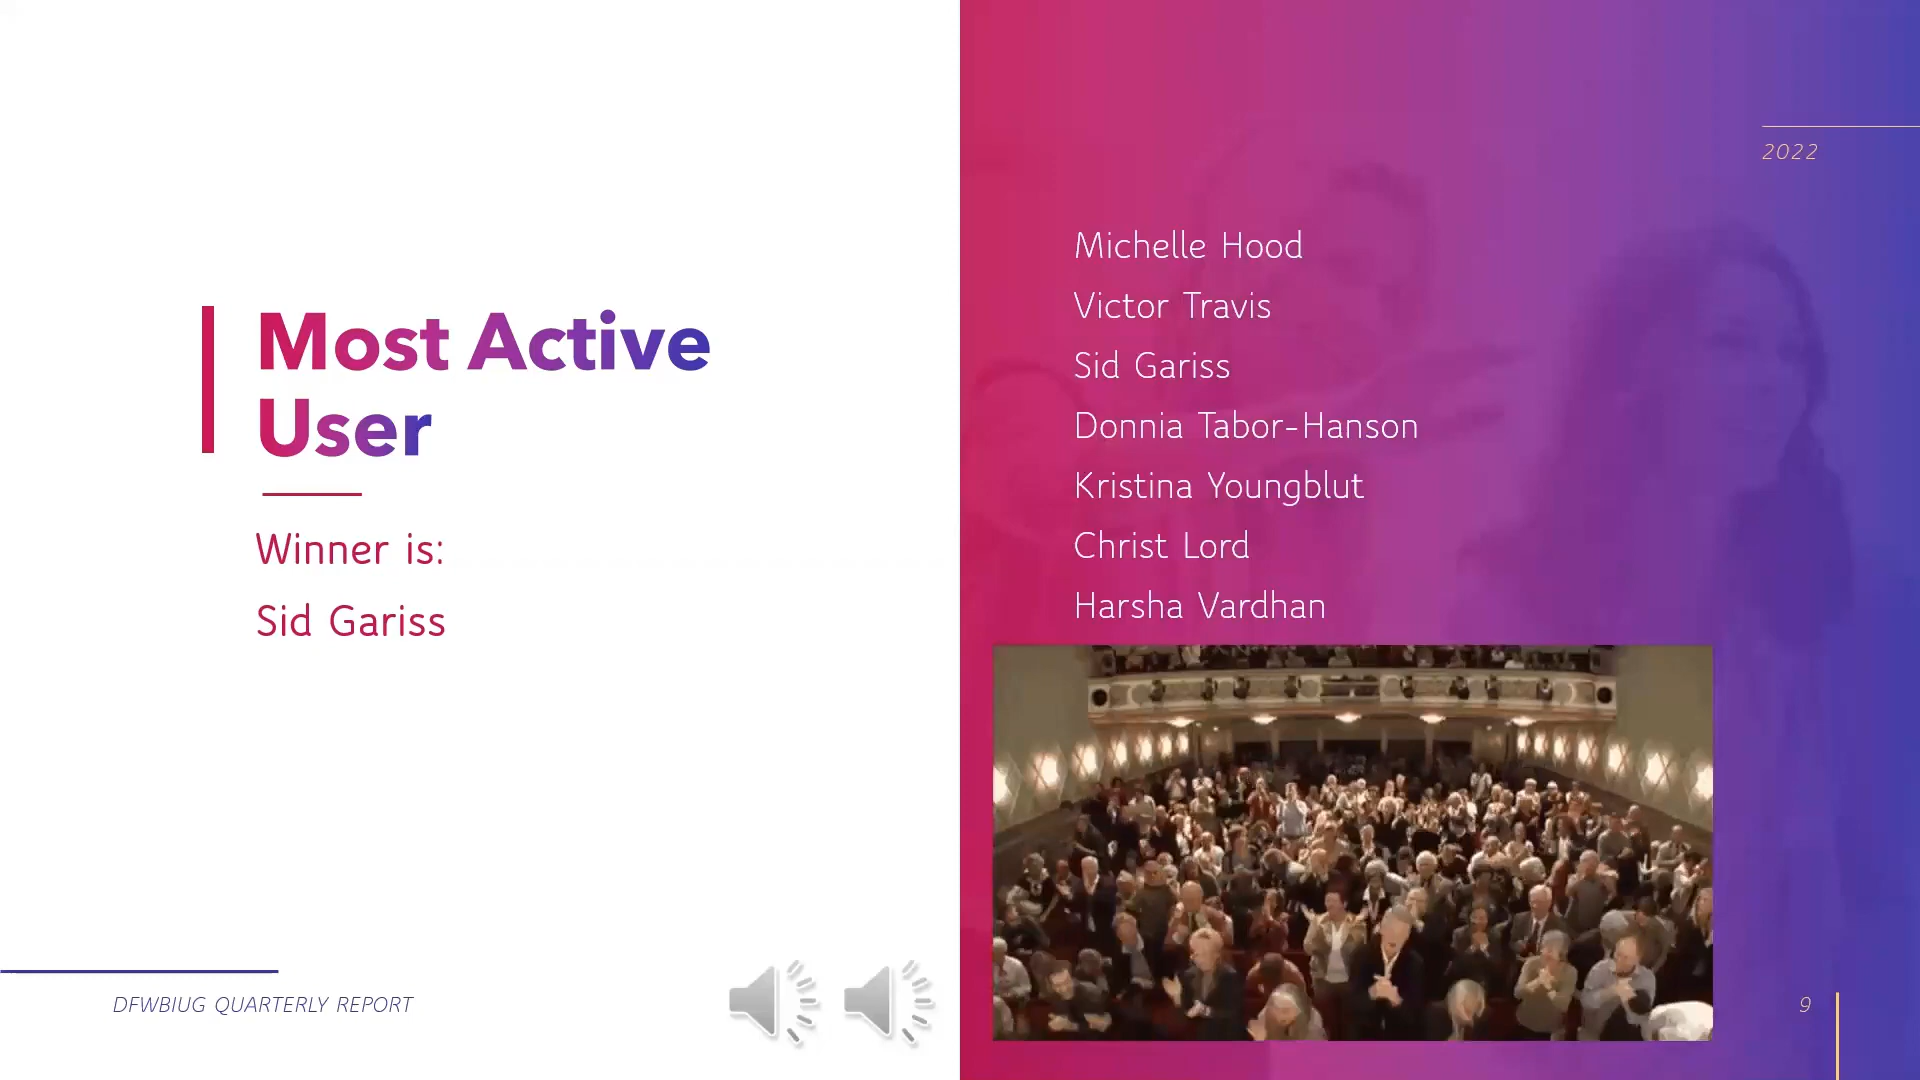 Most Active
User
Winner is:
Sid Gariss
DFWBIUG QUARTERLY REPORT
2022
Michelle Hood
Victor Travis
Sid Gariss
Donnia Tabor-Hanson
Kristina Youngblut
Christ Lord
Harsha Vardhan
9